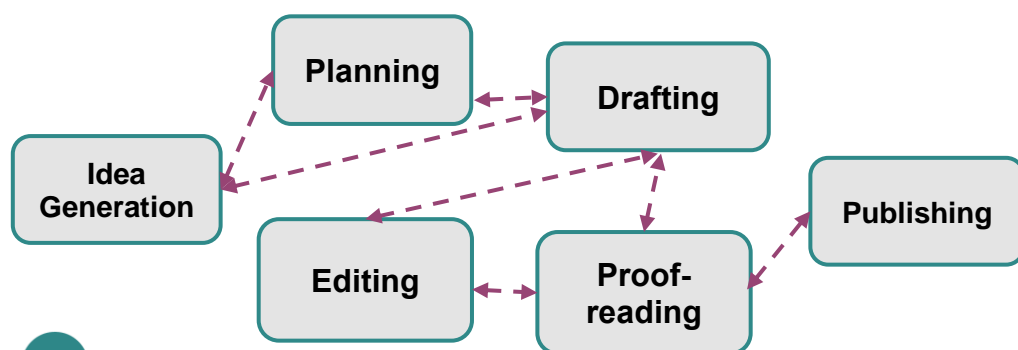 Planning
Drafting
Idea
Generation
Publishing
Editing
Proof-
reading